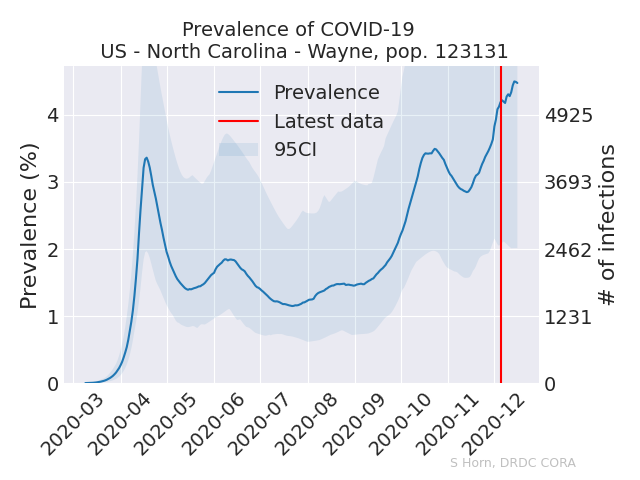 Prevalence of COVID-19
US - North Carolina - Wayne, pop. 123131
Prevalence
Latest data
95CI
Prevalence (%)
4
3
2
1
0
4925
3693
2462
1231
0
# of infections
2020-03
2020-04
2020-05
2020-06
2020-07
2020-08
2020-09
2020-10
2020-11
2020-12
S Horn, DRDC CORA